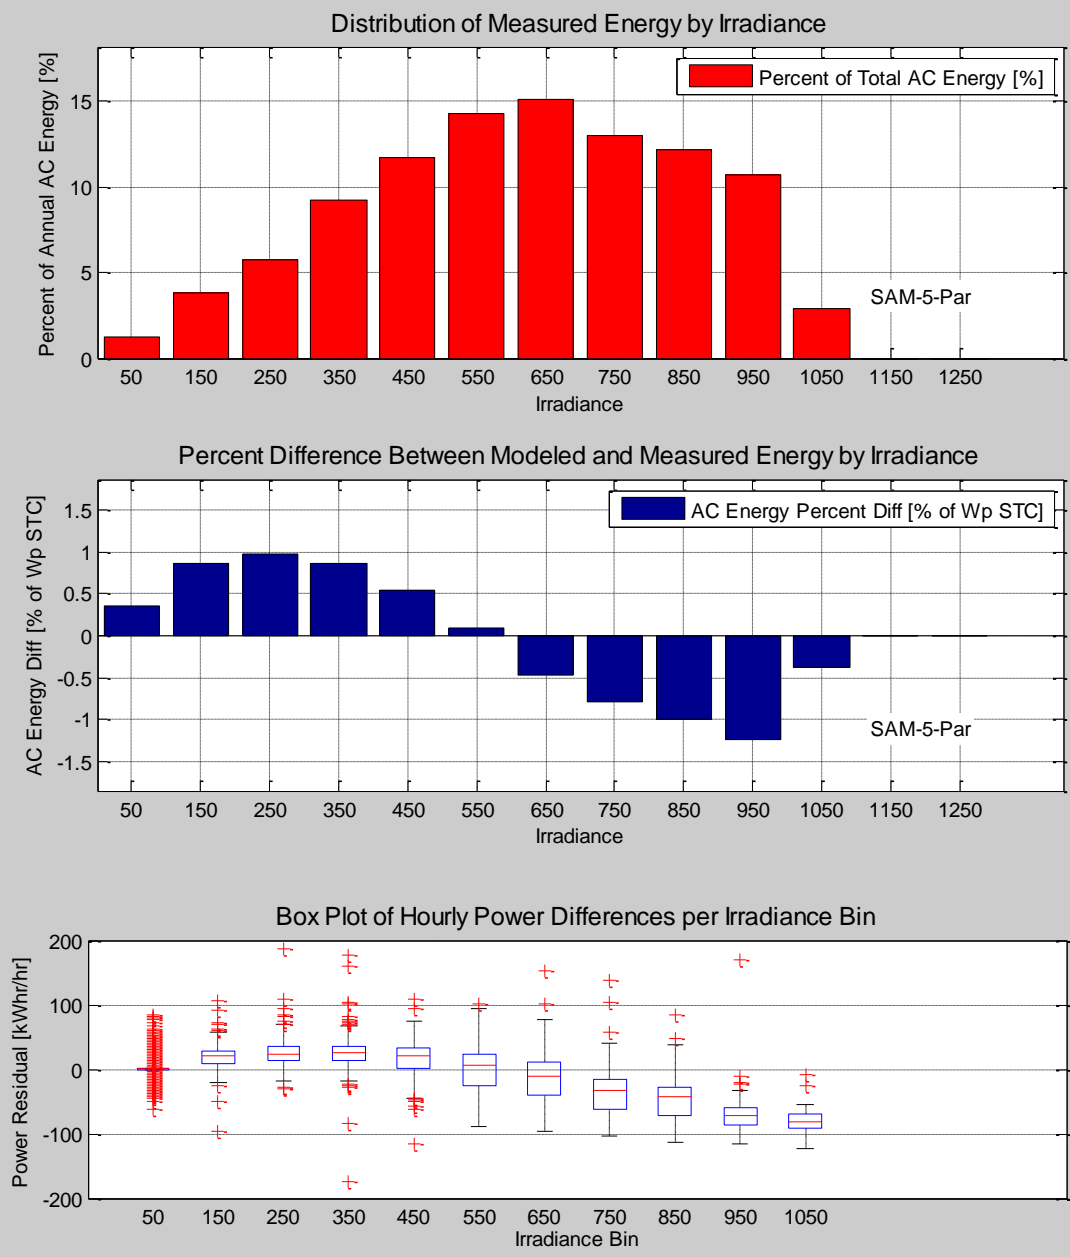 Distribution of Measured Energy by Irradiance
Percent of Annual AC Energy [%]
Percent of Total AC Energy [%]
15
10
5
0
SAM-5-Par
50 150 250 350 450 550 650 750 850 950 1050 1150 1250
Irradiance
Percent Difference Between Modeled and Measured Energy by Irradiance
AC Energy Diff [% of Wp STC]
AC Energy Percent Diff [% of Wp STC]
1.5
1
0.5
0
-0.5
-1
-1.5
SAM-5-Par
50 150 250 350 450 550 650 750 850 950 1050 1150 1250
Irradiance
Box Plot of Hourly Power Differences per Irradiance Bin
Power Residual [kWhr/hr]
200
100
0
-100
-200
50 150 250 350 450 550 650 750 850 950 1050
Irradiance Bin